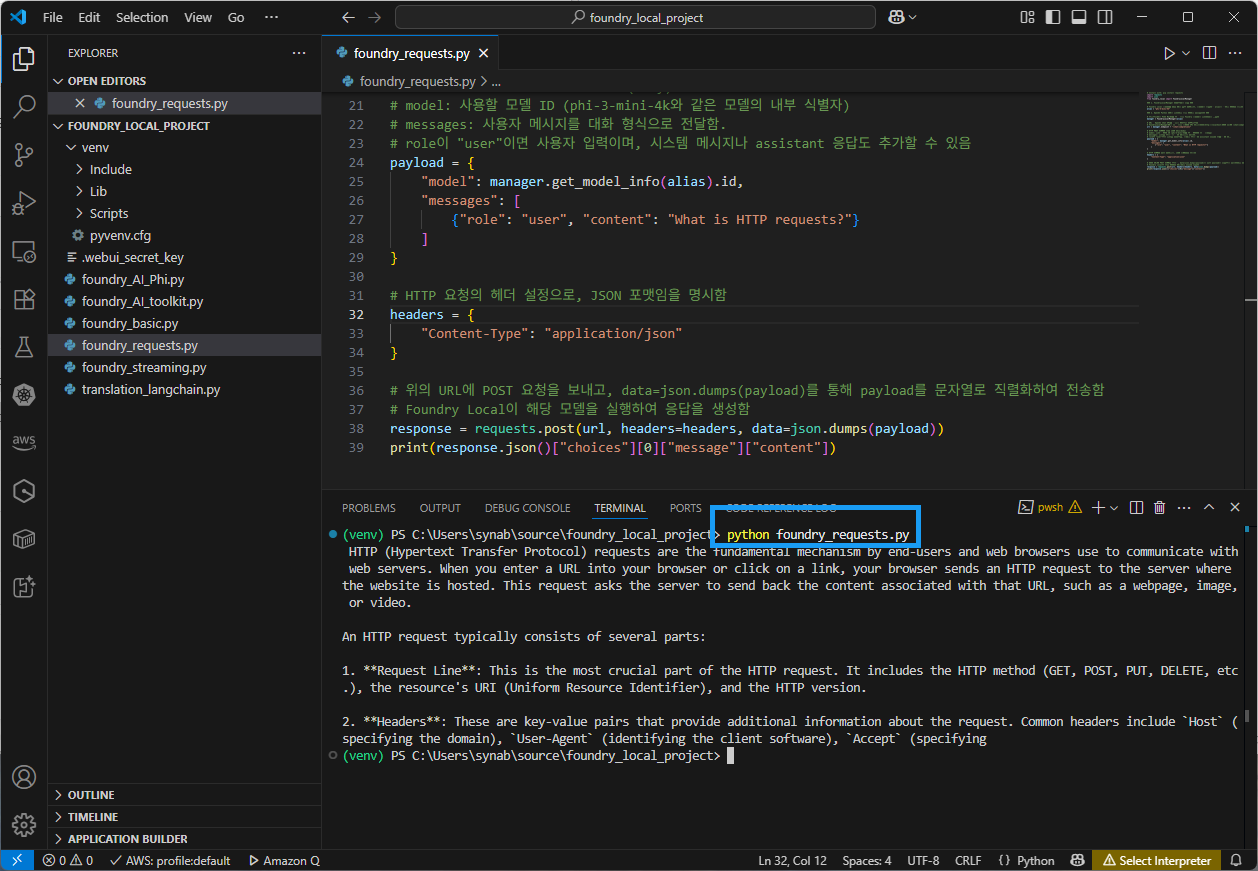 File Edit Selection View Go ··· foundry_local_project
EXPLORER ···
OPEN EDITORS
foundry_requests.py
FOUNDRY_LOCAL_PROJECT
venv
Include
Lib
Scripts
pyvenv.cfg
.webui_secret_key
foundry_AI_Phi.py
foundry_AI_toolkit.py
foundry_basic.py
foundry_requests.py
foundry_streaming.py
translation_langchain.py
OUTLINE
TIMELINE
APPLICATION BUILDER
aws
foundry_requests.py
foundry_requests.py > ...
21 # model: 사용할 모델 ID (phi-3-mini-4k와 같은 모델의 내부 식별자)
22 # messages: 사용자 메시지를 대화 형식으로 전달함.
23 # role이 "user"이면 사용자 입력이며, 시스템 메시지나 assistant 응답도 추가할 수 있음
24 payload = {
25 "model": manager.get_model_info(alias).id,
26 "messages": [
27 {"role": "user", "content": "What is HTTP requests?"}
28 ]
29 }
30
31 # HTTP 요청의 헤더 설정으로, JSON 포맷임을 명시함
32 headers = {
33 "Content-Type": "application/json"
34 }
35
36 # 위의 URL에 POST 요청을 보내고, data=json.dumps(payload)를 통해 payload를 문자열로 직렬화하여 전송함
37 # Foundry Local이 해당 모델을 실행하여 응답을 생성함
38 response = requests.post(url, headers=headers, data=json.dumps(payload))
39 print(response.json()["choices"][0]["message"]["content"])
PROBLEMS OUTPUT DEBUG CONSOLE TERMINAL PORTS CODE REFERENCE LOG pwsh
(venv) PS C:\Users\synab\source\foundry_local_project> python foundry_requests.py
HTTP (Hypertext Transfer Protocol) requests are the fundamental mechanism by end-users and web browsers use to communicate with
web servers. When you enter a URL into your browser or click on a link, your browser sends an HTTP request to the server where
the website is hosted. This request asks the server to send back the content associated with that URL, such as a webpage, image,
or video.
An HTTP request typically consists of several parts:
1. **Request Line**: This is the most crucial part of the HTTP request. It includes the HTTP method (GET, POST, PUT, DELETE, etc
.), the resource's URI (Uniform Resource Identifier), and the HTTP version.
2. **Headers**: These are key-value pairs that provide additional information about the request. Common headers include `Host` (
specifying the domain), `User-Agent` (identifying the client software), `Accept` (specifying
(venv) PS C:\Users\synab\source\foundry_local_project>
0 0 AWS: profile:default Amazon Q Ln 32, Col 12 Spaces: 4 UTF-8 CRLF {} Python Select Interpreter